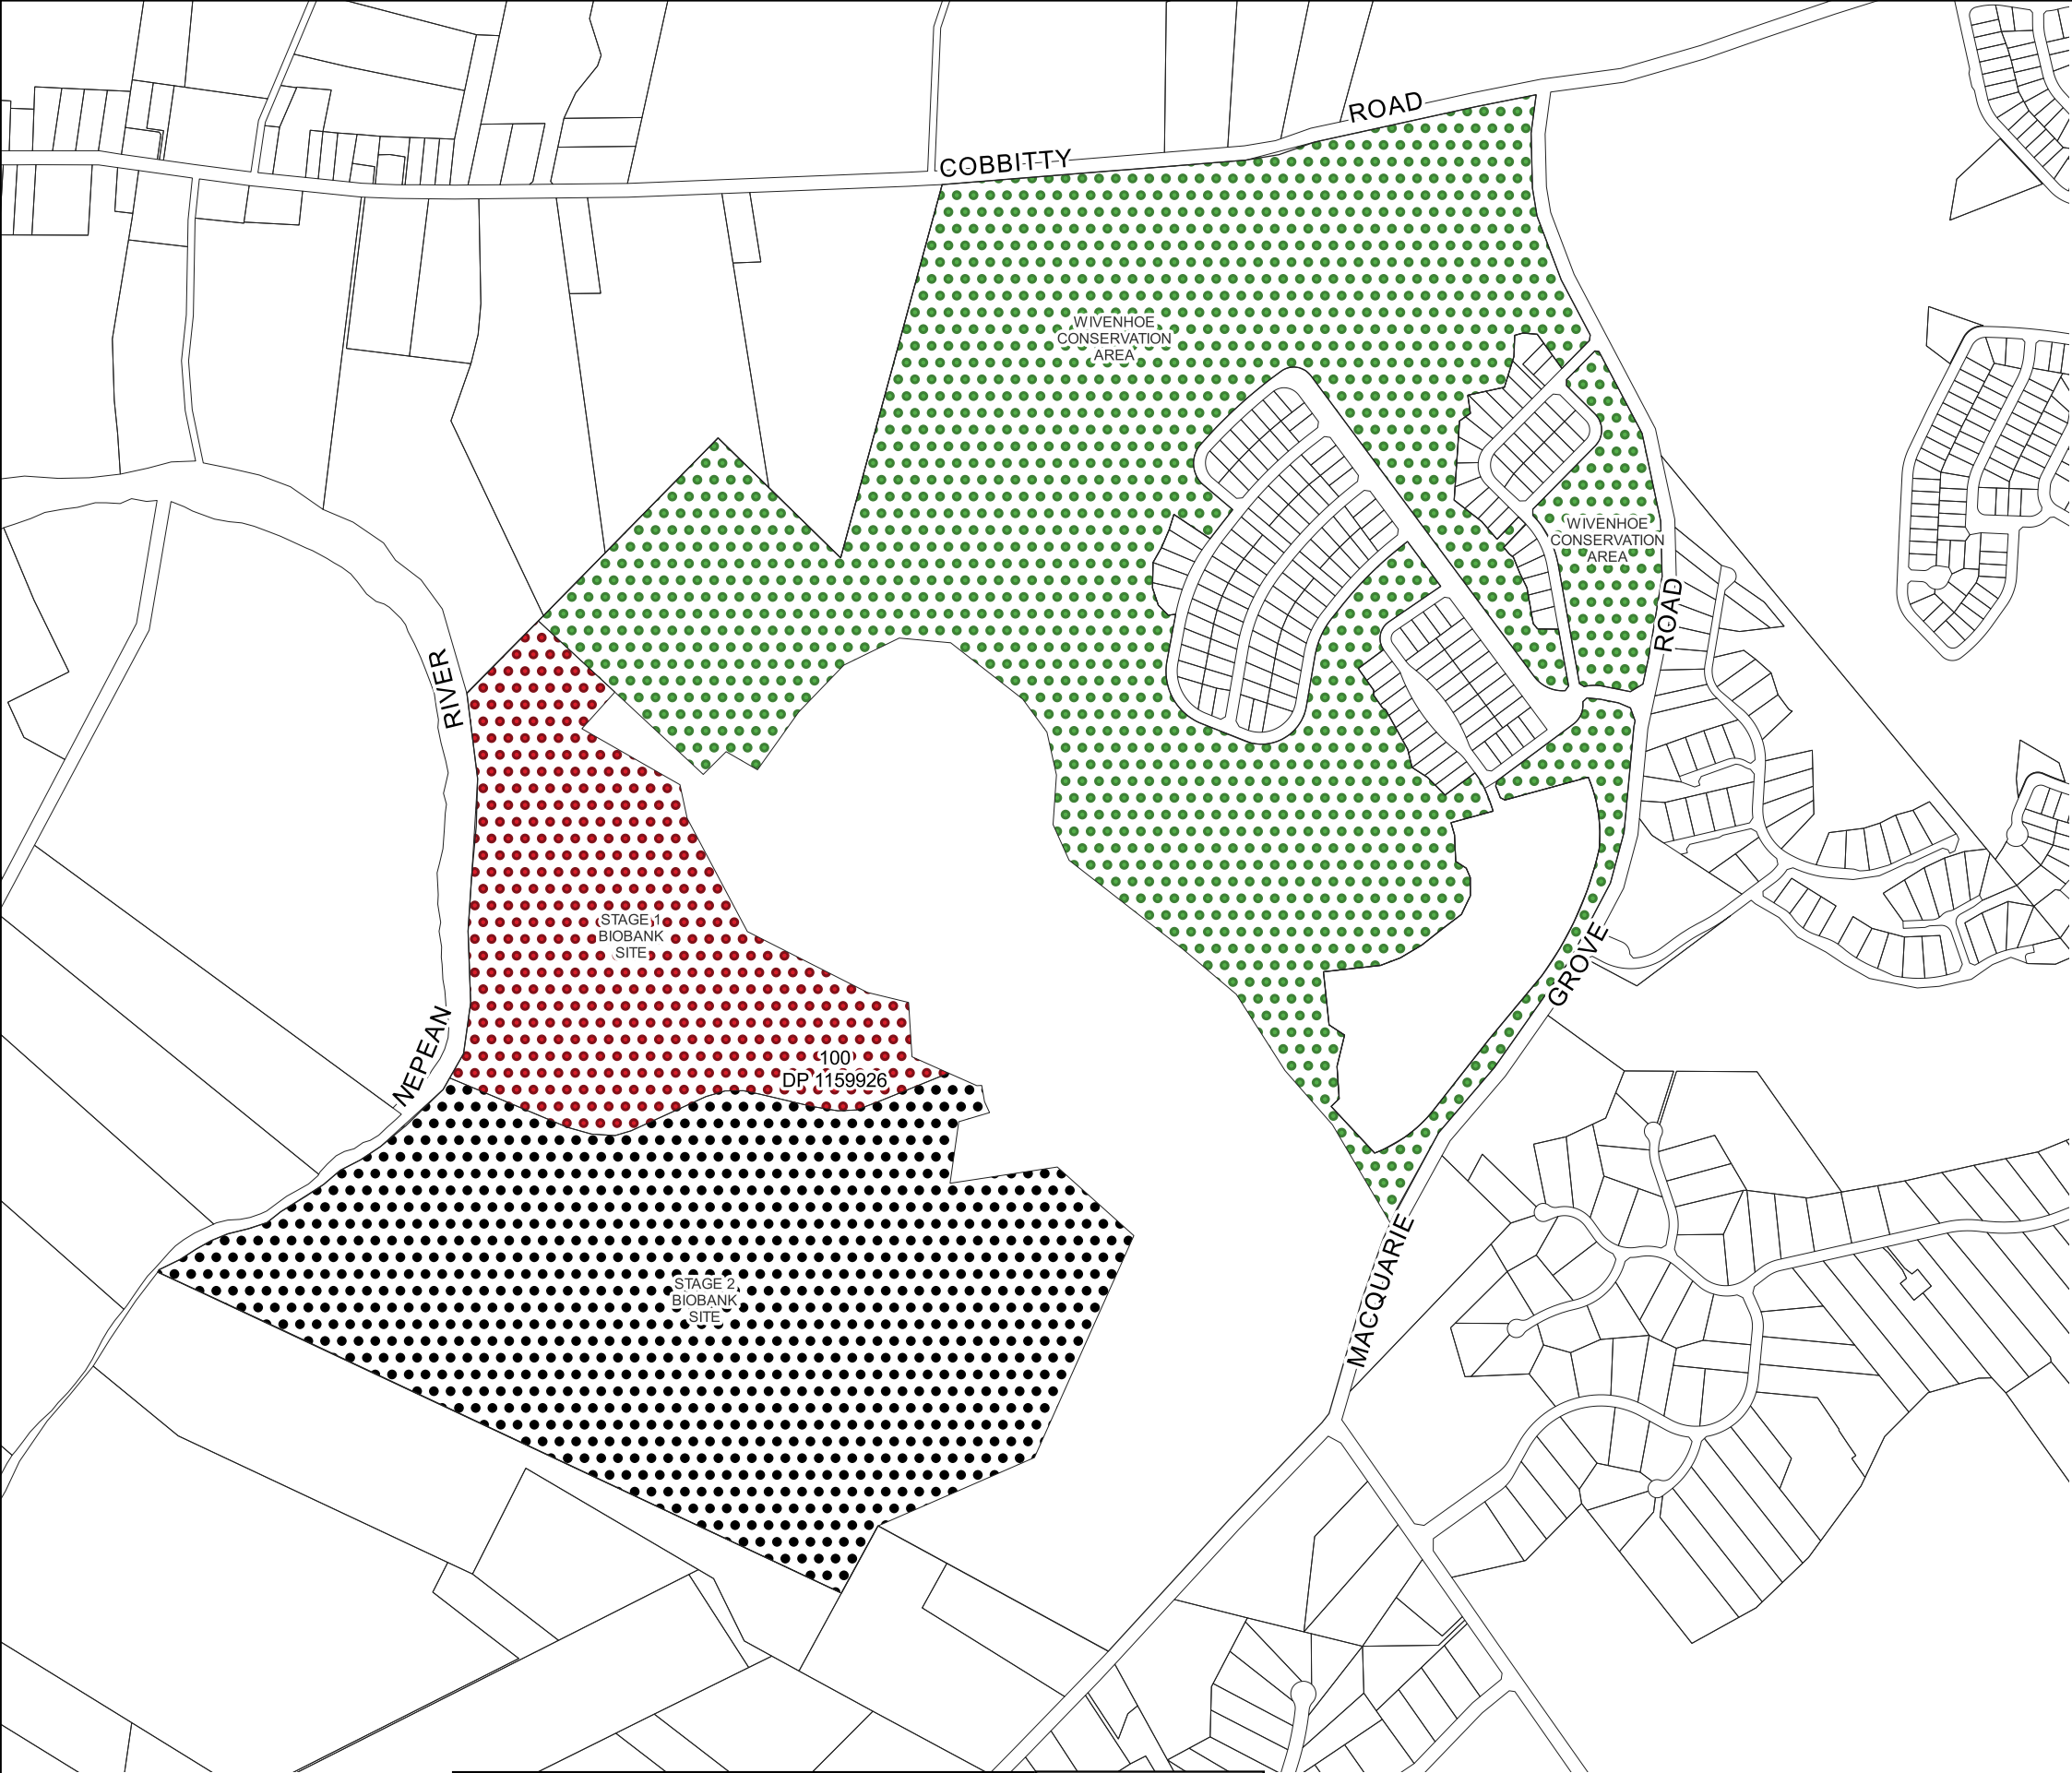 ROAD
COBBITTY
WIVENHOE
CONSERVATION
AREA
WIVENHOE
CONSERVATION
AREA
ROAD
RIVER
STAGE 1
BIOBANK
SITE
GROVE
NEPEAN
100
DP 1159926
STAGE 2
BIOBANK
SITE
MACQUARIE